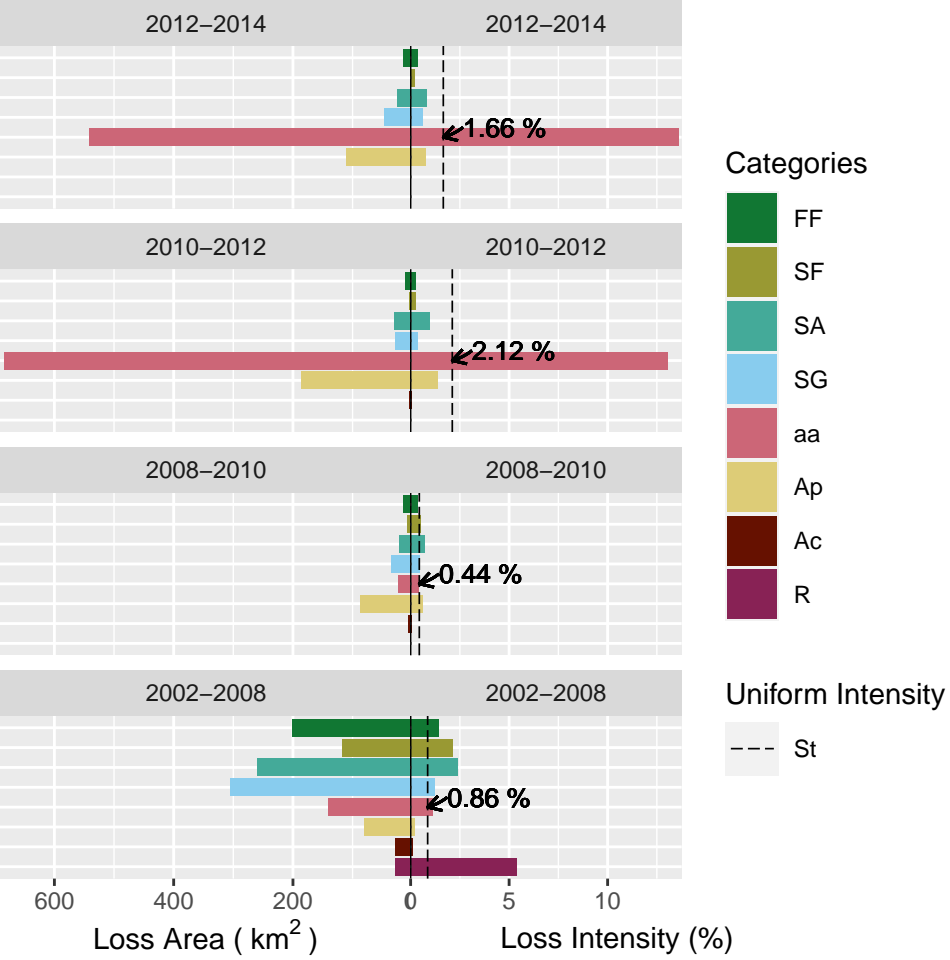 2012–2014 2012–2014
1.66 %
2010–2012 2010–2012
2.12 %
2008–2010 2008–2010
0.44 %
2002–2008 2002–2008
0.86 %
600 400 200 0 0 5 10
Loss Area ( km² ) Loss Intensity (%)
Categories
FF
SF
SA
SG
aa
Ap
Ac
R
Uniform Intensity
St